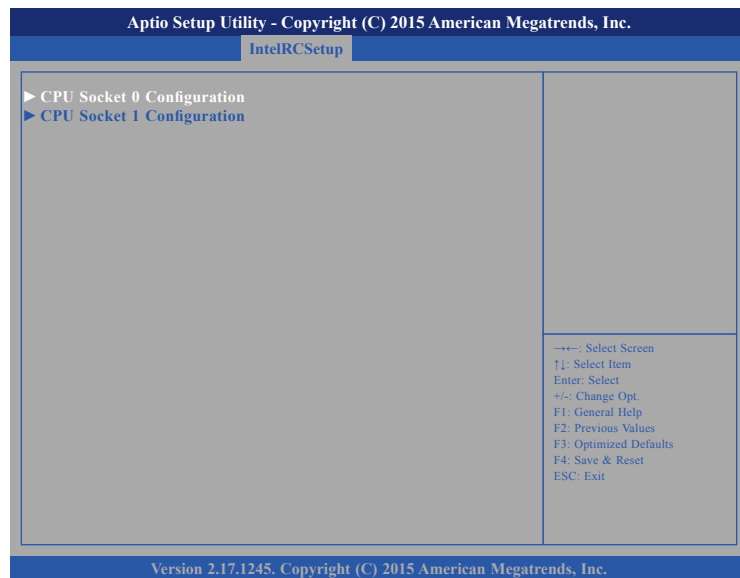 Aptio Setup Utility - Copyright (C) 2015 American Megatrends, Inc.
IntelRCSetup
► CPU Socket 0 Configuration
► CPU Socket 1 Configuration
→←: Select Screen
↑↓: Select Item
Enter: Select
+/-: Change Opt.
F1: General Help
F2: Previous Values
F3: Optimized Defaults
F4: Save & Reset
ESC: Exit
Version 2.17.1245. Copyright (C) 2015 American Megatrends, Inc.